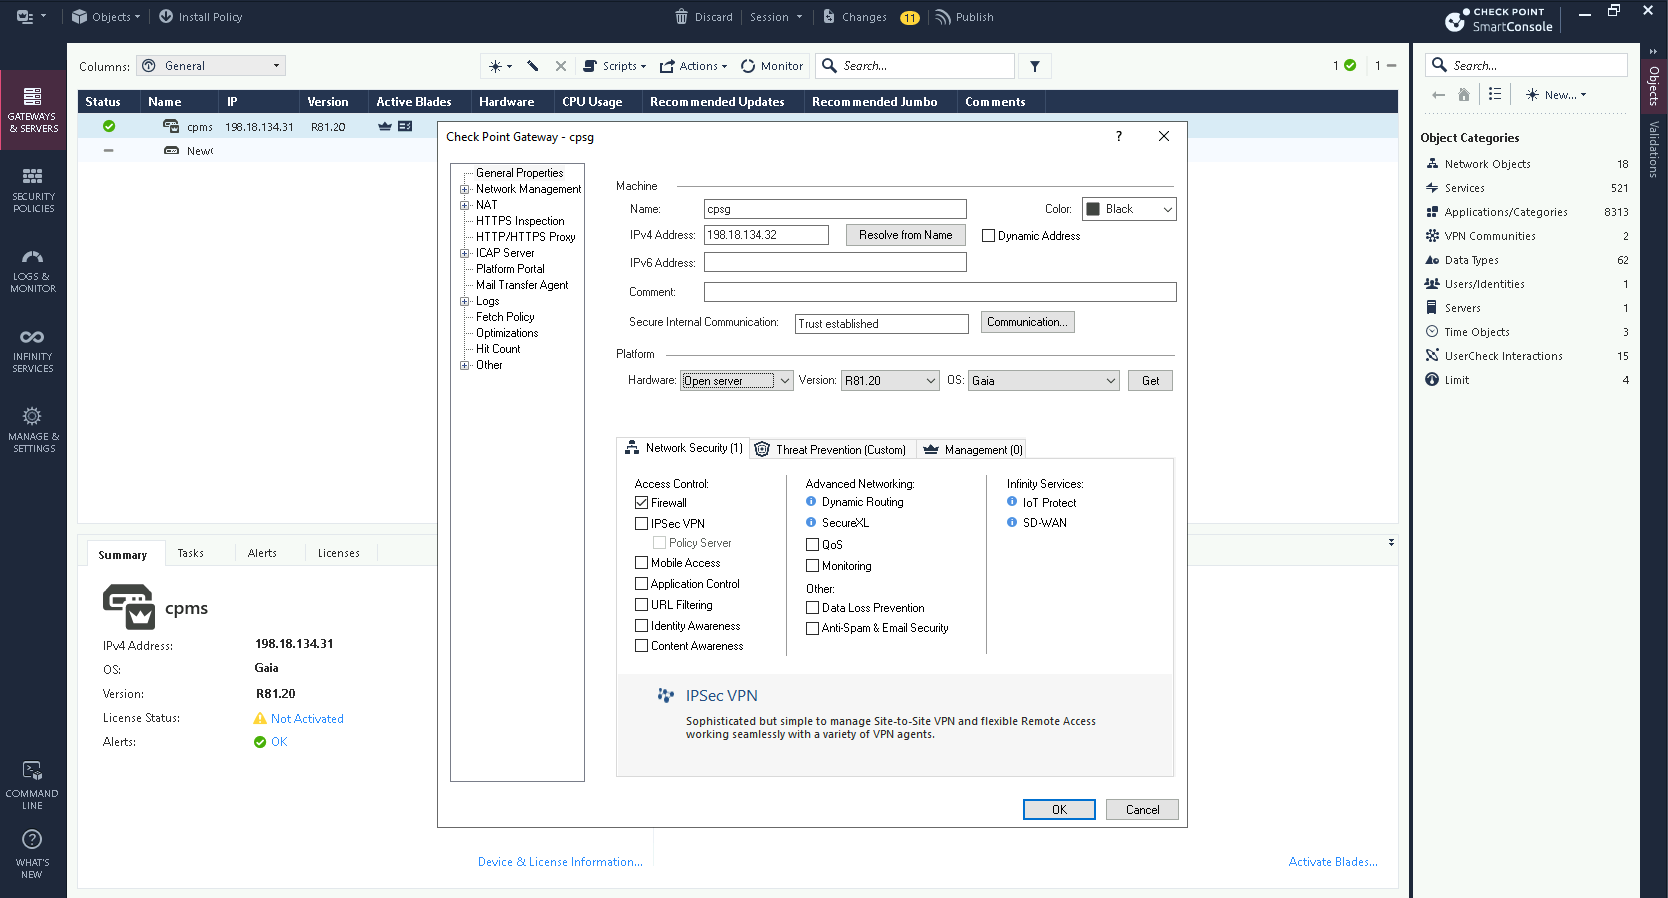 Objects
Install Policy
Discard
Session
Changes
11
Publish
CHECK POINT
SmartConsole
Columns:
General
Scripts
Actions
Monitor
Search...
1
1
Status
Name
IP
Version
Active Blades
Hardware
CPU Usage
Recommended Updates
Recommended Jumbo
Comments
cpms
198.18.134.31
R81.20
New
GATEWAYS
& SERVERS
SECURITY
POLICIES
LOGS &
MONITOR
INFINITY
SERVICES
MANAGE &
SETTINGS
COMMAND
LINE
WHAT'S
NEW
Check Point Gateway - cpsg
?
General Properties
Network Management
NAT
HTTPS Inspection
HTTP/HTTPS Proxy
ICAP Server
Platform Portal
Mail Transfer Agent
Logs
Fetch Policy
Optimizations
Hit Count
Other
Machine
Name:
cpsg
Color:
Black
IPv4 Address:
198.18.134.32
Resolve from Name
Dynamic Address
IPv6 Address:
Comment:
Secure Internal Communication:
Trust established
Communication...
Platform
Hardware:
Open server
Version:
R81.20
OS:
Gaia
Get
Network Security (1)
Threat Prevention (Custom)
Management (0)
Access Control:
Firewall
IPSec VPN
Policy Server
Mobile Access
Application Control
URL Filtering
Identity Awareness
Content Awareness
Advanced Networking:
Dynamic Routing
SecureXL
QoS
Monitoring
Other:
Data Loss Prevention
Anti-Spam & Email Security
Infinity Services:
IoT Protect
SD-WAN
IPSec VPN
Sophisticated but simple to manage Site-to-Site VPN and flexible Remote Access
working seamlessly with a variety of VPN agents.
OK
Cancel
Summary
Tasks
Alerts
Licenses
cpms
IPv4 Address:
198.18.134.31
OS:
Gaia
Version:
R81.20
License Status:
Not Activated
Alerts:
OK
Device & License Information...
Activate Blades...
Search...
New...
Object Categories
Network Objects
18
Services
521
Applications/Categories
8313
VPN Communities
2
Data Types
62
Users/Identities
1
Servers
1
Time Objects
3
UserCheck Interactions
15
Limit
4
Objects
Validations